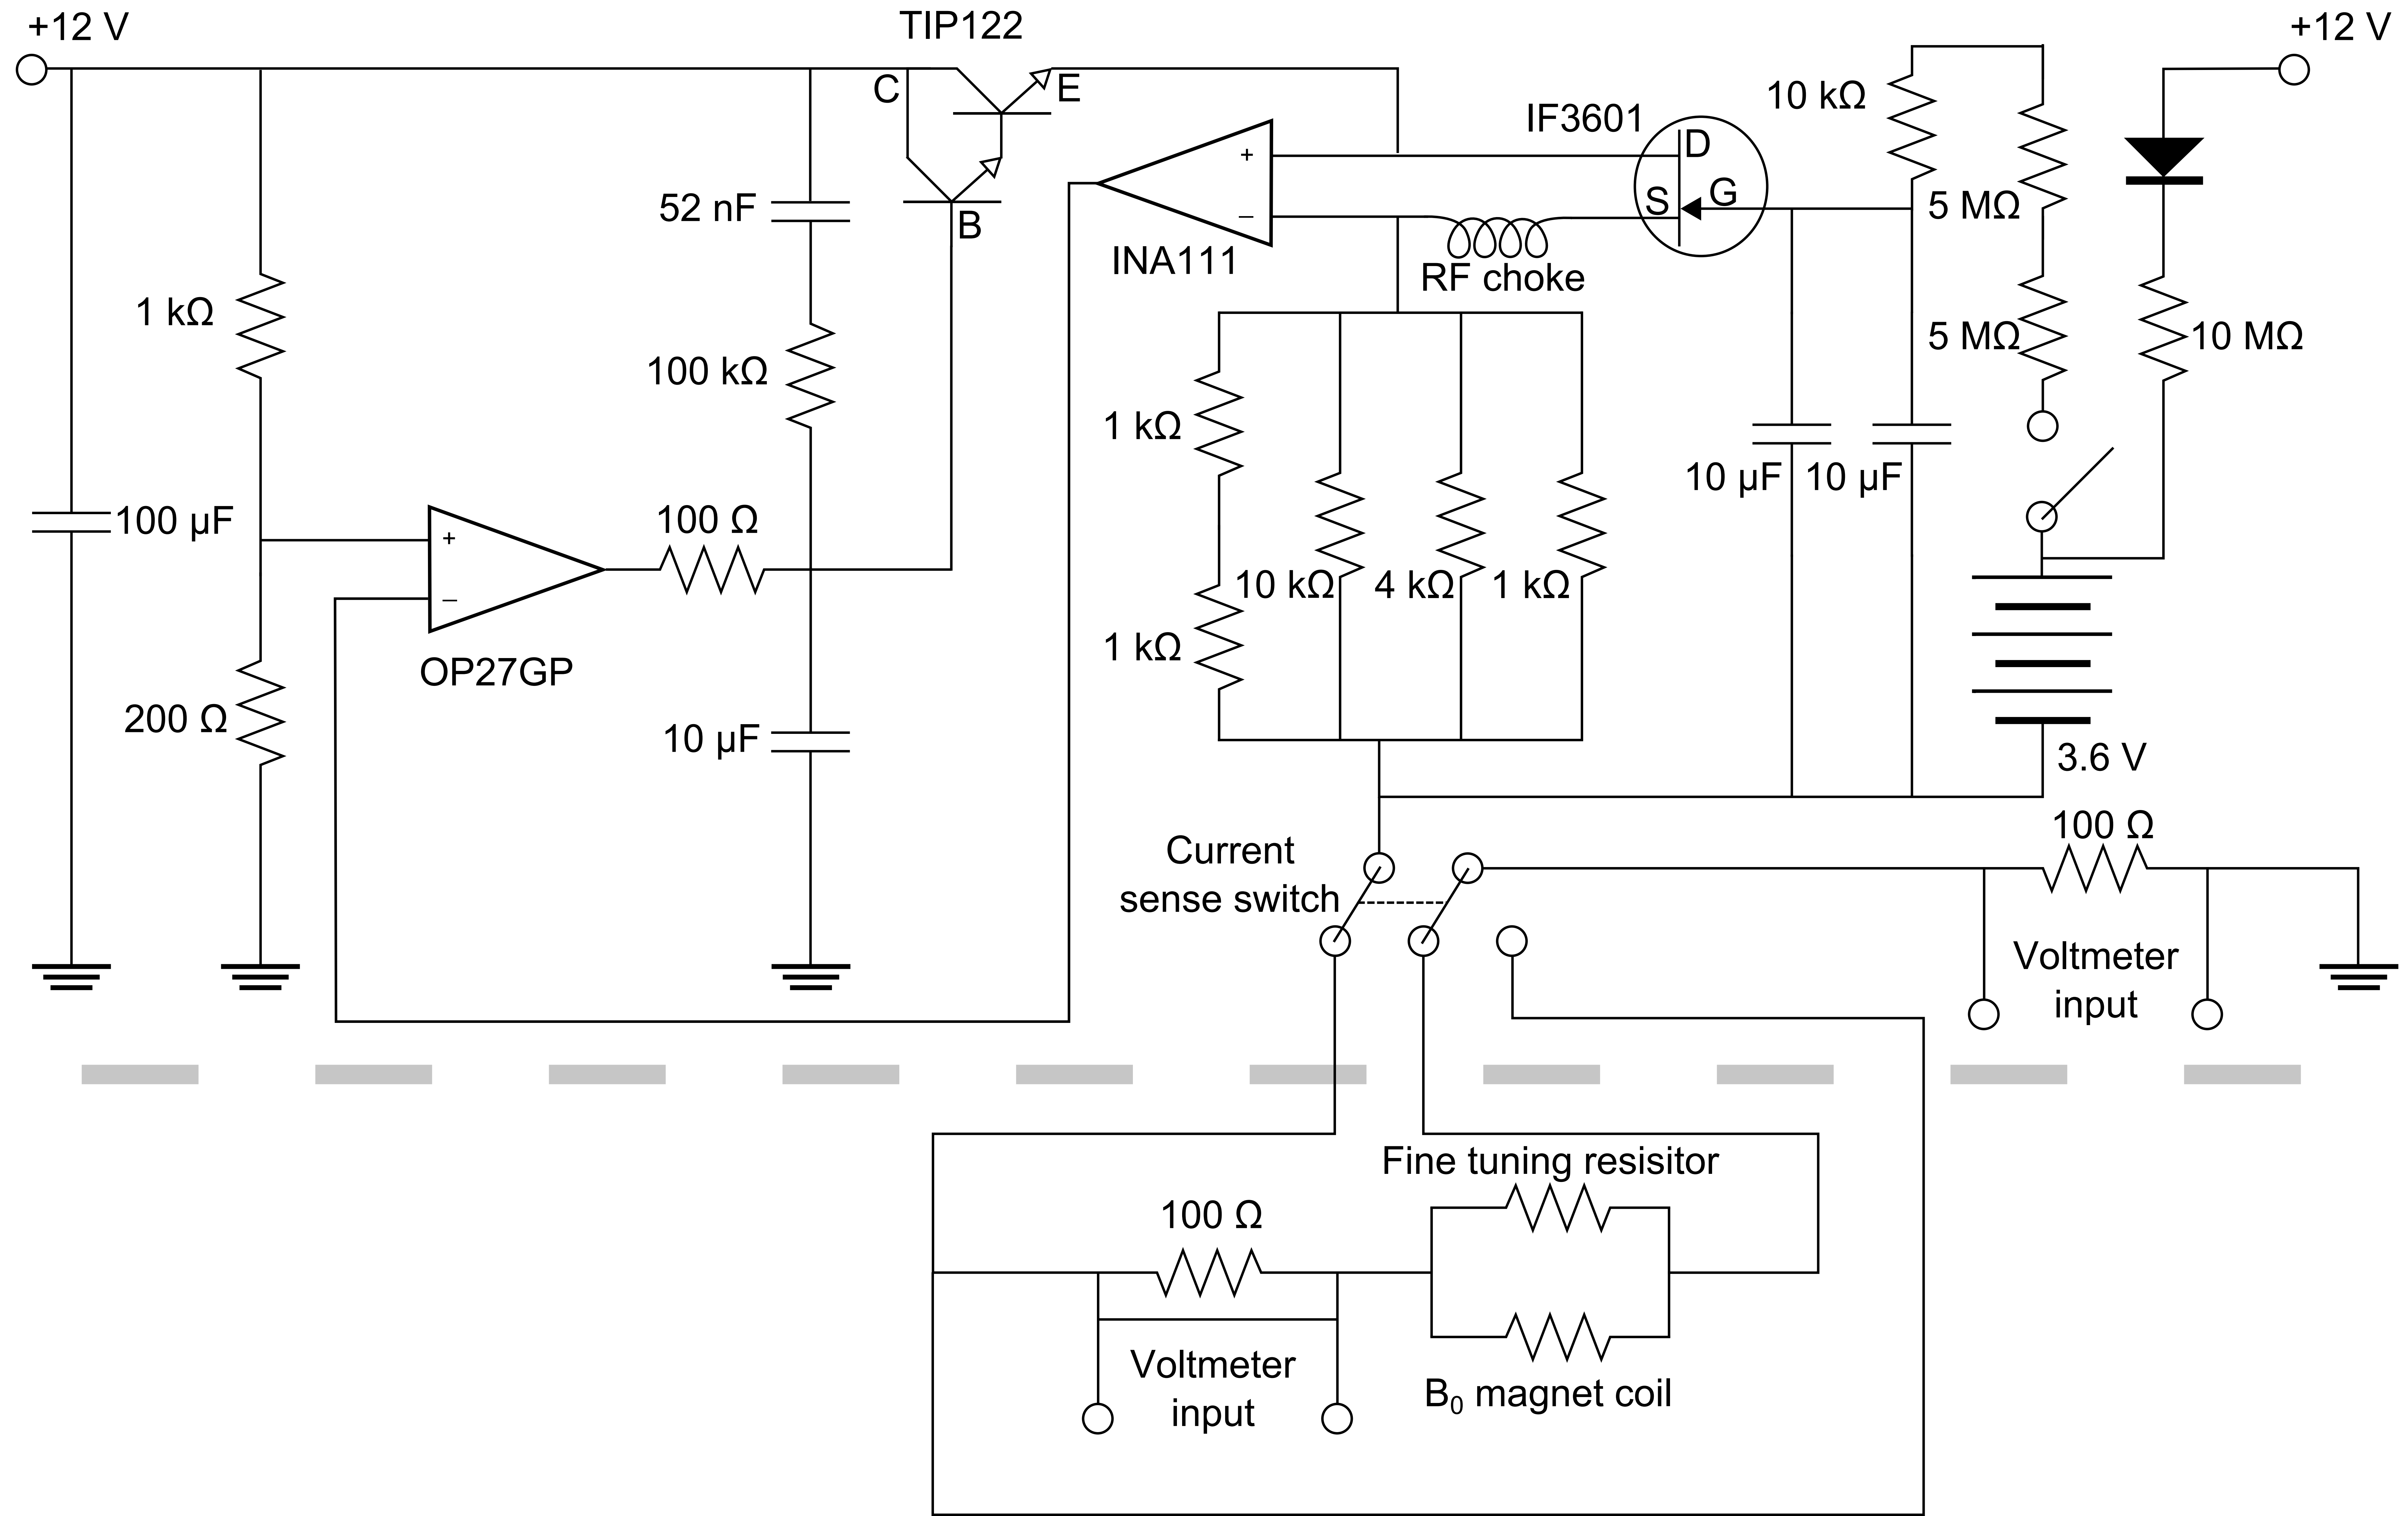 +12 V
TIP122
+12 V
C
E
10 kΩ
IF3601
D
+
S
G
5 MΩ
52 nF
B
–
INA111
RF choke
1 kΩ
100 kΩ
5 MΩ
10 MΩ
1 kΩ
10 µF
10 µF
100 µF
100 Ω
+
–
10 kΩ
4 kΩ
1 kΩ
OP27GP
1 kΩ
200 Ω
10 µF
3.6 V
Current
sense switch
100 Ω
Voltmeter
input
Fine tuning resisitor
100 Ω
Voltmeter
input
B₀ magnet coil